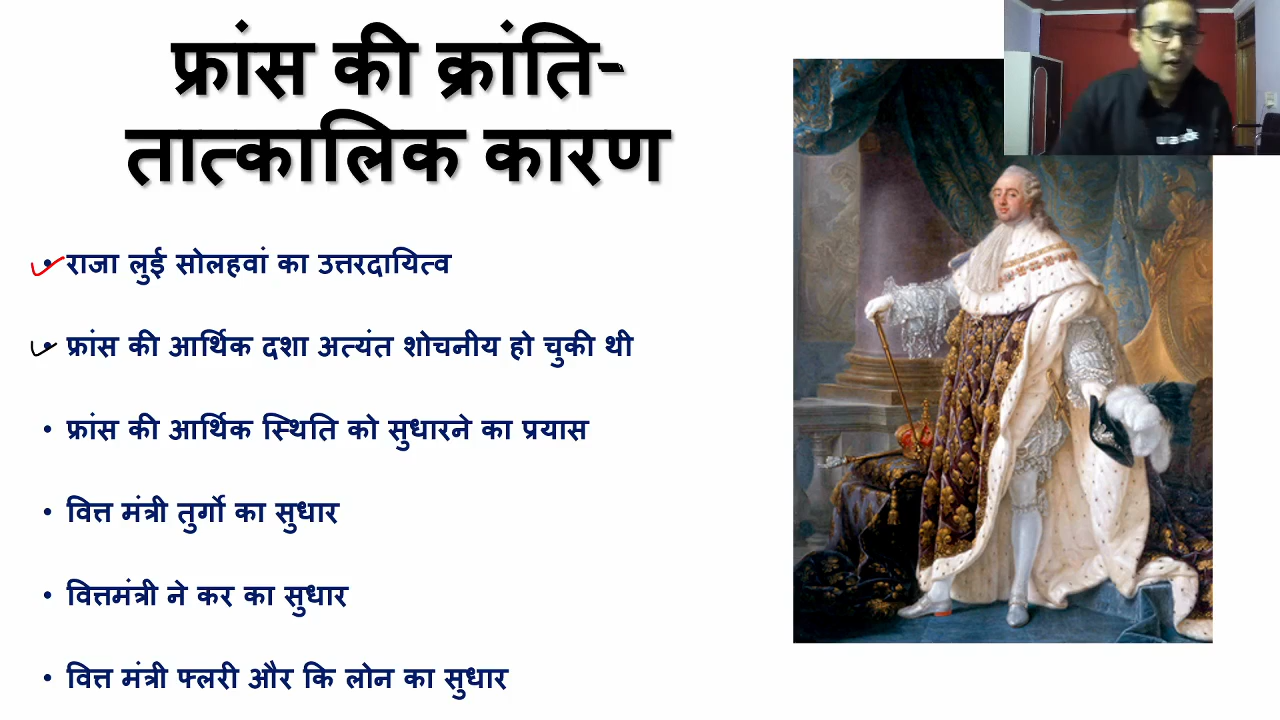 फ्रांस की क्रांति-
तात्कालिक कारण
• राजा लुई सोलहवां का उत्तरदायित्व
• फ्रांस की आर्थिक दशा अत्यंत शोचनीय हो चुकी थी
• फ्रांस की आर्थिक स्थिति को सुधारने का प्रयास
• वित्त मंत्री तुर्गो का सुधार
• वित्तमंत्री ने कर का सुधार
• वित्त मंत्री फ्लरी और कि लोन का सुधार